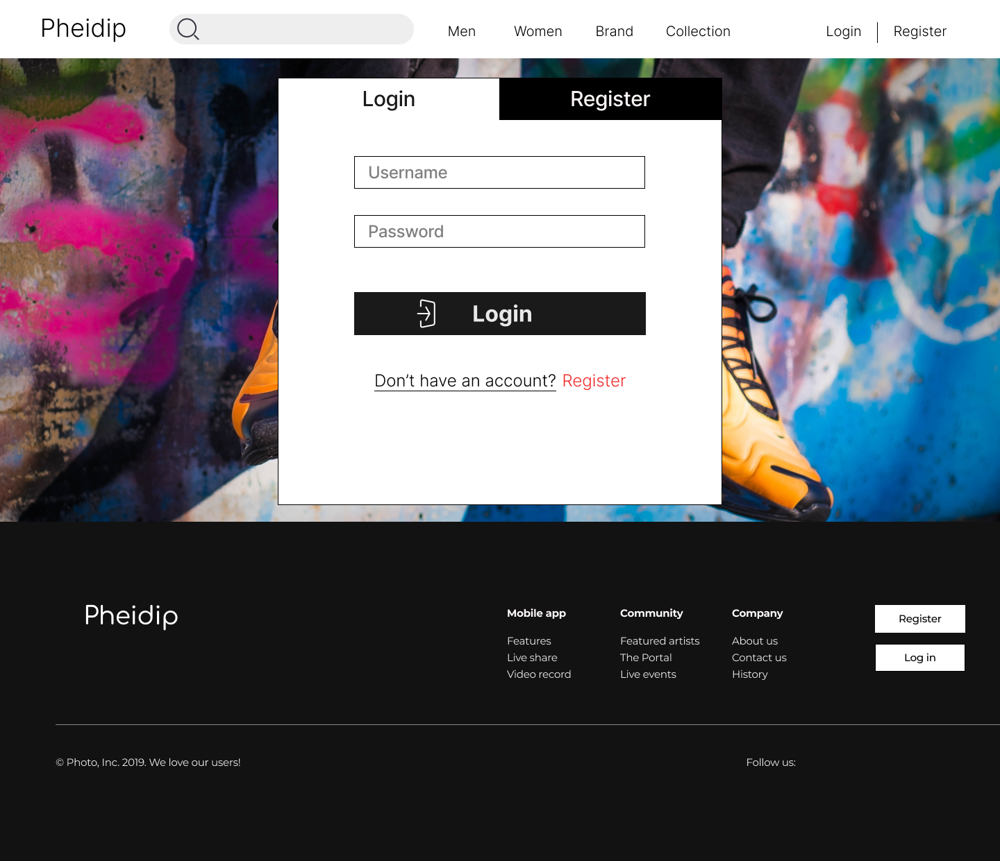 Pheidip
Men Women Brand Collection Login Register
Login Register
Username
Password
Login
Don’t have an account? Register
Pheidip
Mobile app
Features
Live share
Video record
Community
Featured artists
The Portal
Live events
Company
About us
Contact us
History
Register
Log in
© Photo, Inc. 2019. We love our users!
Follow us: